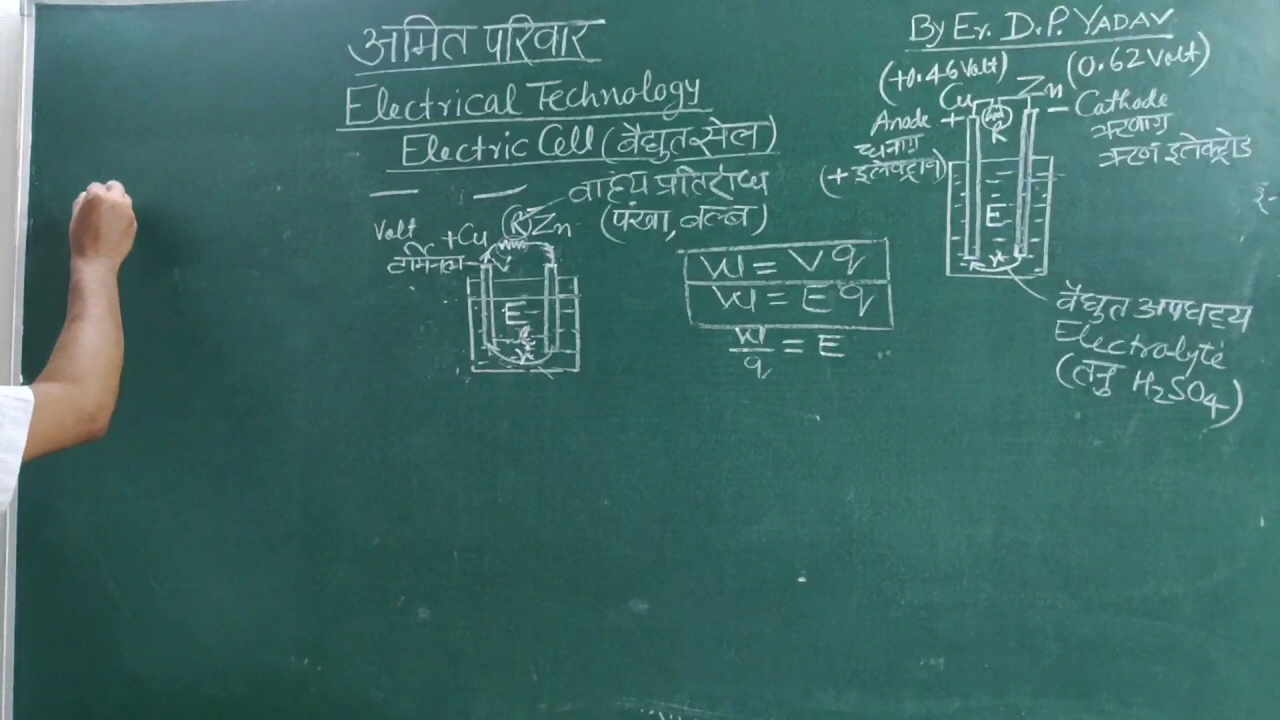 अमित परिवार
Electrical Technology
Electric Cell (वैद्युत सेल)
वाह्य प्रतिरोध
(पंखा, बल्ब)
Volt
+Cu
R
Zn
टर्मिनल
V
E
r
W = Vq
W = Eq
W/q = E
By Er. D.P. YADAV
(+0.46 Volt)
(0.62 Volt)
Cu
Zn
Anode +
R
- Cathode
धनाग्र
ऋणाग्र
ऋण इलेक्ट्रोड
E
r
वैद्युत अपघट्य
Electrolyte
(तनु H₂SO₄)